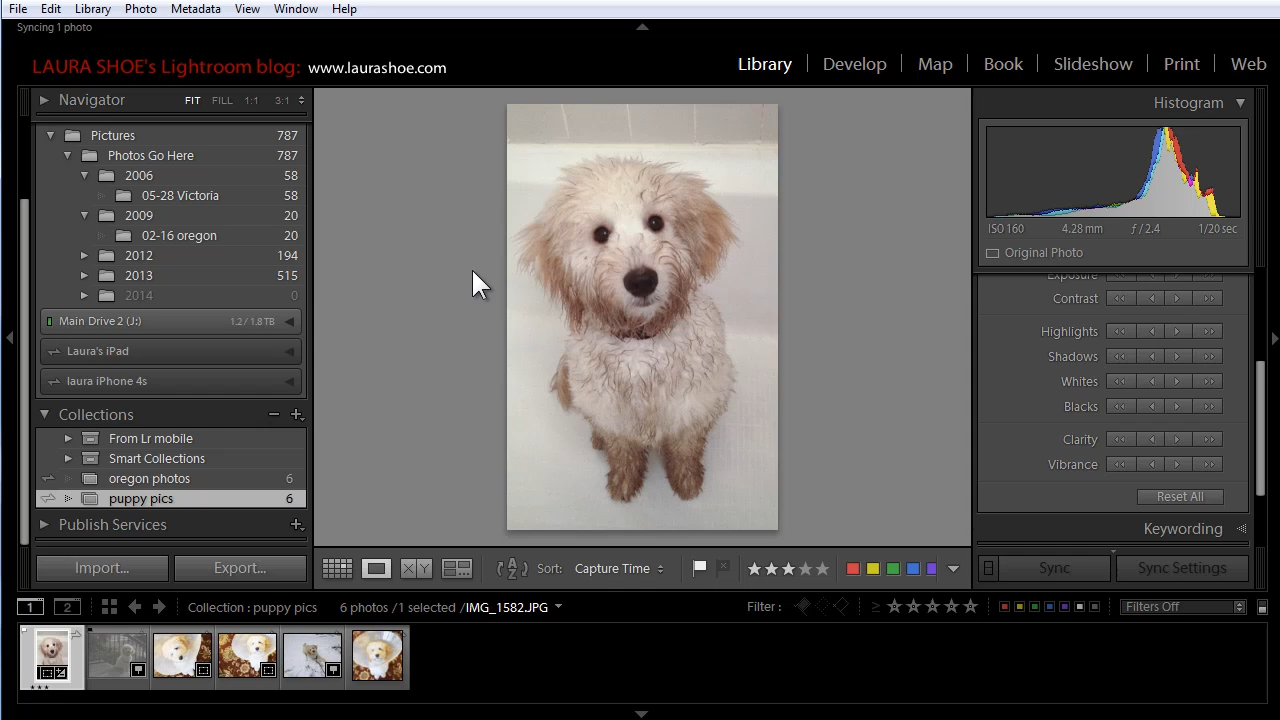 File Edit Library Photo Metadata View Window Help
Syncing 1 photo
LAURA SHOE's Lightroom blog: www.laurashoe.com
Library Develop Map Book Slideshow Print Web
Navigator FIT FILL 1:1 3:1
Pictures 787
Photos Go Here 787
2006 58
05-28 Victoria 58
2009 20
02-16 oregon 20
2012 194
2013 515
2014 0
Main Drive 2 (J:) 1.2 / 1.8 TB
Laura's iPad
laura iPhone 4s
Collections
From Lr mobile
Smart Collections
oregon photos 6
puppy pics 6
Publish Services
Import... Export...
Histogram
ISO 160 4.28 mm ƒ / 2.4 1/20 sec
Original Photo
Exposure
Contrast
Highlights
Shadows
Whites
Blacks
Clarity
Vibrance
Reset All
Keywording
Sync Sync Settings
XY A Z Sort: Capture Time
1 2 Collection : puppy pics 6 photos / 1 selected / IMG_1582.JPG Filter : ≥ Filters Off